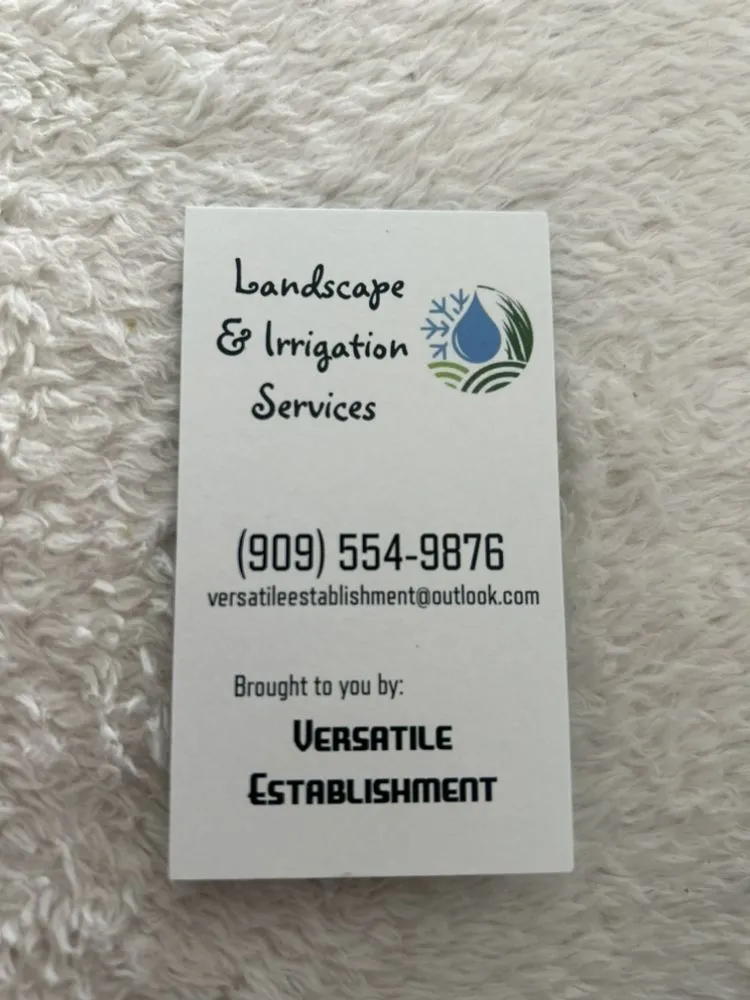 Landscape
& Irrigation
Services
(909) 554-9876
versatileestablishment@outlook.com
Brought to you by:
VERSATILE
ESTABLISHMENT